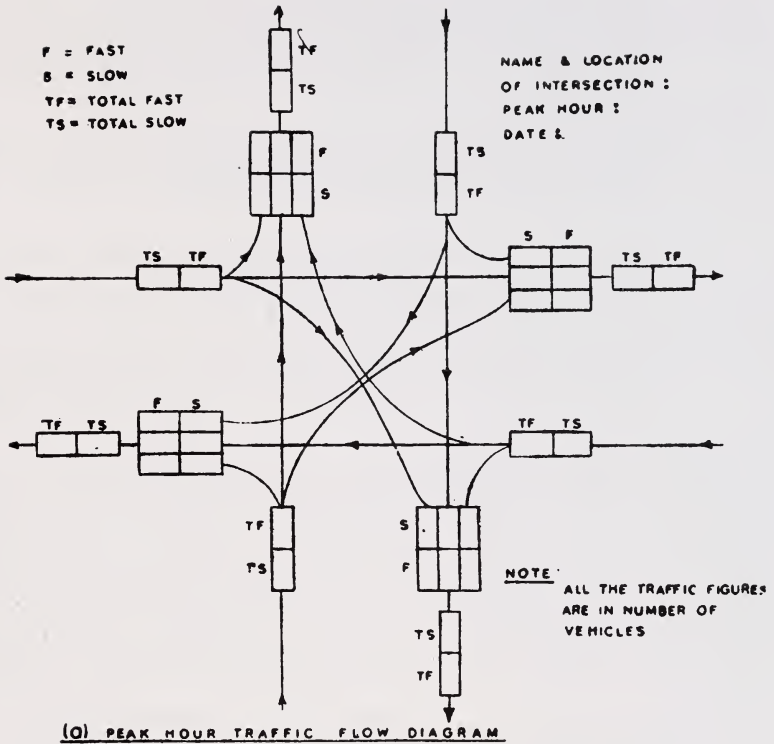 F = FAST
S = SLOW
TF = TOTAL FAST
TS = TOTAL SLOW
NAME & LOCATION
OF INTERSECTION :
PEAK HOUR :
DATE &
TF
TS
F
S
TS
TF
S F
TS TF
TS TF
F S
TF TS
TF TS
TF
TS
S
F
TS
TF
NOTE
ALL THE TRAFFIC FIGURES
ARE IN NUMBER OF
VEHICLES
(a) PEAK HOUR TRAFFIC FLOW DIAGRAM